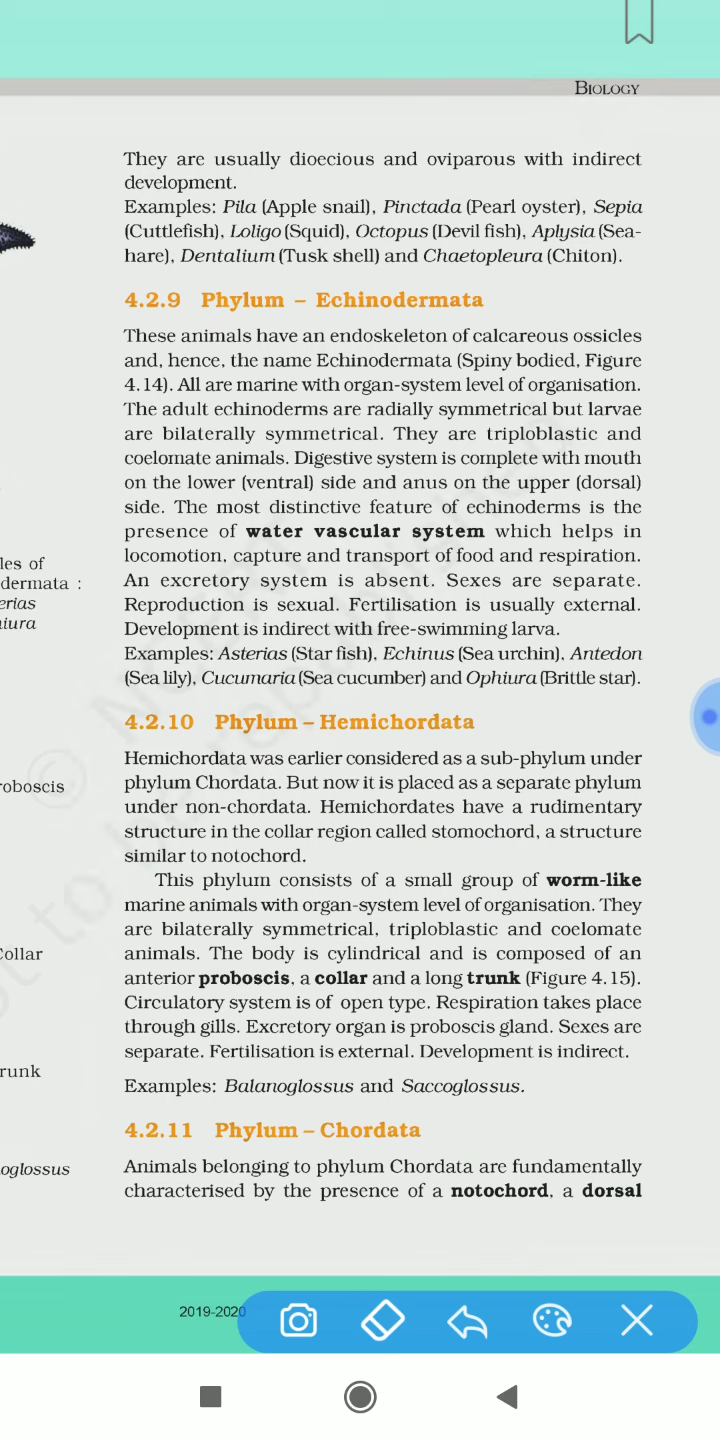 BIOLOGY
They are usually dioecious and oviparous with indirect
development.
Examples: Pila (Apple snail), Pinctada (Pearl oyster), Sepia
(Cuttlefish), Loligo (Squid), Octopus (Devil fish), Aplysia (Sea-
hare), Dentalium (Tusk shell) and Chaetopleura (Chiton).
4.2.9 Phylum – Echinodermata
These animals have an endoskeleton of calcareous ossicles
and, hence, the name Echinodermata (Spiny bodied, Figure
4.14). All are marine with organ-system level of organisation.
The adult echinoderms are radially symmetrical but larvae
are bilaterally symmetrical. They are triploblastic and
coelomate animals. Digestive system is complete with mouth
on the lower (ventral) side and anus on the upper (dorsal)
side. The most distinctive feature of echinoderms is the
presence of water vascular system which helps in
locomotion, capture and transport of food and respiration.
An excretory system is absent. Sexes are separate.
Reproduction is sexual. Fertilisation is usually external.
Development is indirect with free-swimming larva.
Examples: Asterias (Star fish), Echinus (Sea urchin), Antedon
(Sea lily), Cucumaria (Sea cucumber) and Ophiura (Brittle star).
4.2.10 Phylum – Hemichordata
Hemichordata was earlier considered as a sub-phylum under
phylum Chordata. But now it is placed as a separate phylum
under non-chordata. Hemichordates have a rudimentary
structure in the collar region called stomochord, a structure
similar to notochord.
This phylum consists of a small group of worm-like
marine animals with organ-system level of organisation. They
are bilaterally symmetrical, triploblastic and coelomate
animals. The body is cylindrical and is composed of an
anterior proboscis, a collar and a long trunk (Figure 4.15).
Circulatory system is of open type. Respiration takes place
through gills. Excretory organ is proboscis gland. Sexes are
separate. Fertilisation is external. Development is indirect.
Examples: Balanoglossus and Saccoglossus.
4.2.11 Phylum – Chordata
Animals belonging to phylum Chordata are fundamentally
characterised by the presence of a notochord, a dorsal
les of
dermata :
erias
iura
roboscis
Collar
runk
oglossus
2019-2020